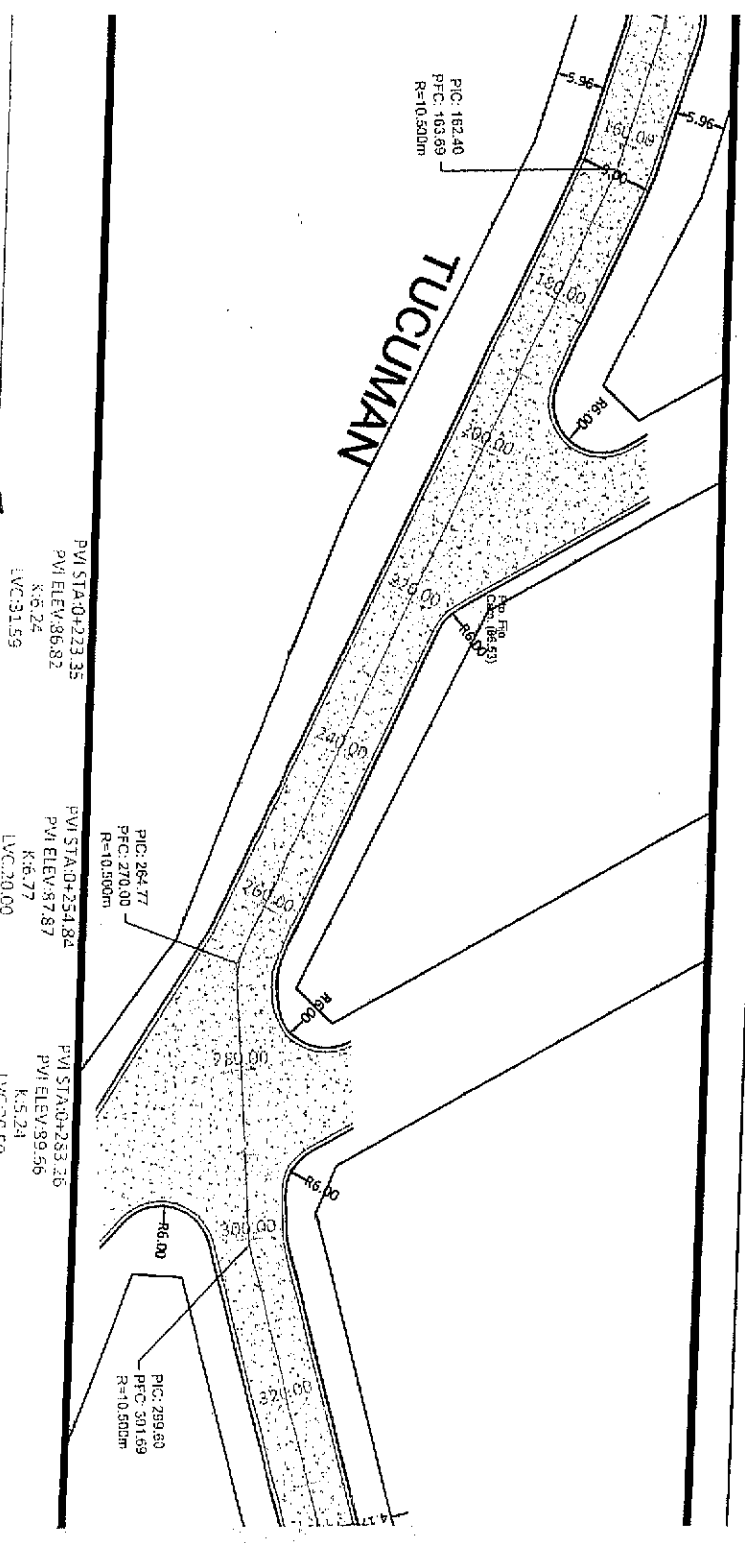 5.96
5.96
160.00
9.00
PIC: 162.40
PFC: 163.69
R=10.500m
180.00
TUCUMAN
R6.00
200.00
220.00
Pto. Fijo
R6.00
240.00
260.00
PIC: 264.77
PFC: 270.00
R=10.500m
R6.00
280.00
R6.00
R6.00
300.00
PIC: 299.60
PFC: 301.69
R=10.500m
320.00
4.17
PVI STA:0+223.35
PVI ELEV:86.82
K:6.24
LVC:31.59
PVI STA:0+254.84
PVI ELEV:87.87
K:6.77
LVC:20.00
PVI STA:0+283.26
PVI ELEV:89.56
K:5.24